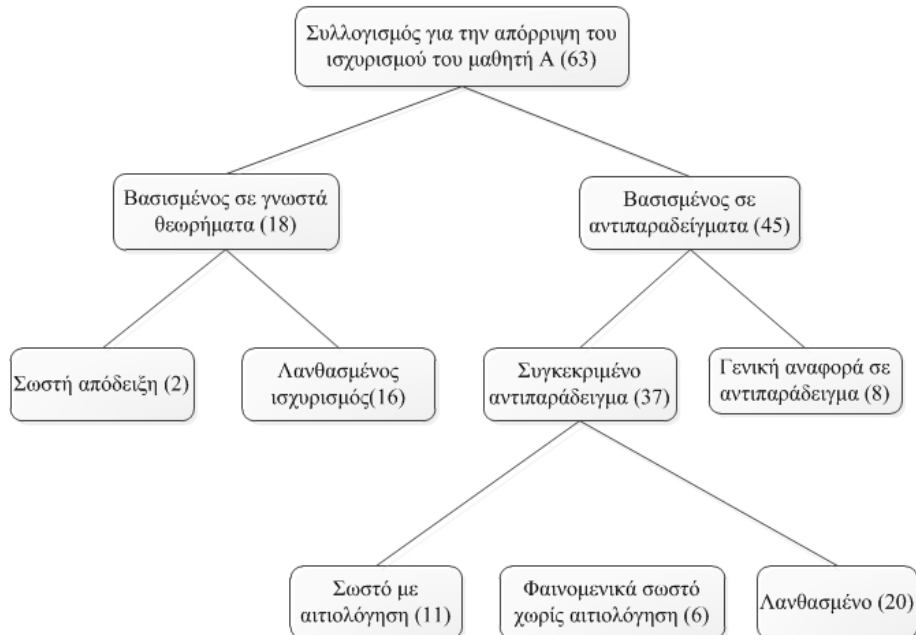 Συλλογισμός για την απόρριψη του
ισχυρισμού του μαθητή Α (63)
Βασισμένος σε γνωστά
θεωρήματα (18)
Βασισμένος σε
αντιπαραδείγματα (45)
Σωστή απόδειξη (2)
Λανθασμένος
ισχυρισμός(16)
Συγκεκριμένο
αντιπαράδειγμα (37)
Γενική αναφορά σε
αντιπαράδειγμα (8)
Σωστό με
αιτιολόγηση (11)
Φαινομενικά σωστό
χωρίς αιτιολόγηση (6)
Λανθασμένο (20)